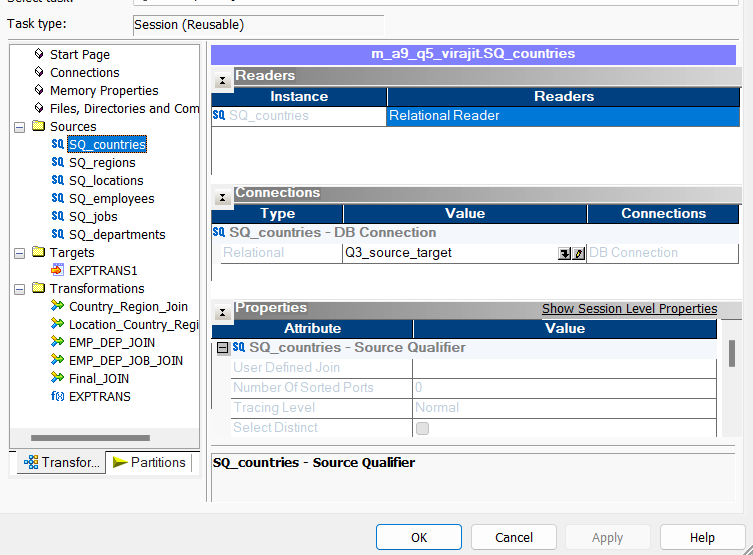 Task type: Session (Reusable)
Start Page
Connections
Memory Properties
Files, Directories and Com
Sources
SQ_countries
SQ_regions
SQ_locations
SQ_employees
SQ_jobs
SQ_departments
Targets
EXPTRANS1
Transformations
Country_Region_Join
Location_Country_Regi
EMP_DEP_JOIN
EMP_DEP_JOB_JOIN
Final_JOIN
EXPTRANS
Transfor... Partitions
m_a9_q5_virajit.SQ_countries
Readers
Instance Readers
SQ_countries Relational Reader
Connections
Type Value Connections
SQ_countries - DB Connection
Relational Q3_source_target DB Connection
Properties Show Session Level Properties
Attribute Value
SQ_countries - Source Qualifier
User Defined Join
Number Of Sorted Ports 0
Tracing Level Normal
Select Distinct
SQ_countries - Source Qualifier
OK Cancel Apply Help